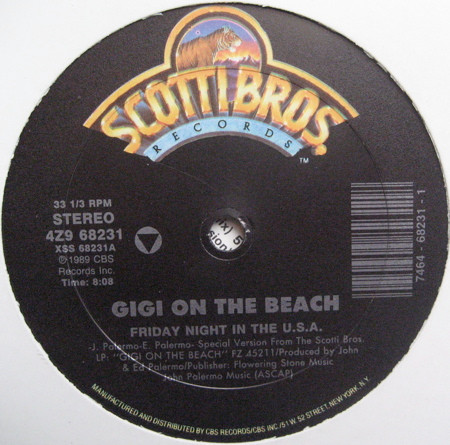 SCOTTI BROS.
RECORDS
TM
33 1/3 RPM
STEREO
4Z9 68231
XSS 68231A
Ⓟ1989 CBS
Records Inc.
Time: 8:08
7464 - 68231 - 1
GIGI ON THE BEACH
FRIDAY NIGHT IN THE U.S.A.
-J. Palermo-E. Palermo- Special Version From The Scotti Bros.
LP: "GIGI ON THE BEACH" FZ 45211/Produced by John
& Ed Palermo/Publisher: Flowering Stone Music
John Palermo Music (ASCAP)
MANUFACTURED AND DISTRIBUTED BY CBS RECORDS/CBS INC./51 W. 52 STREET, NEW YORK, N.Y.